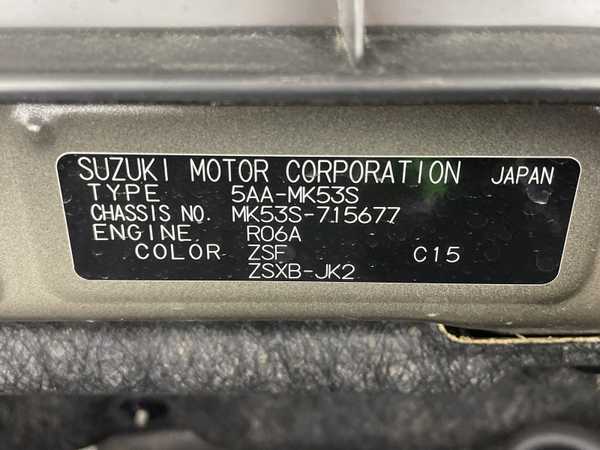 SUZUKI MOTOR CORPORATION JAPAN
TYPE 5AA-MK53S
CHASSIS NO. MK53S-715677
ENGINE R06A
COLOR ZSF C15
ZSXB-JK2